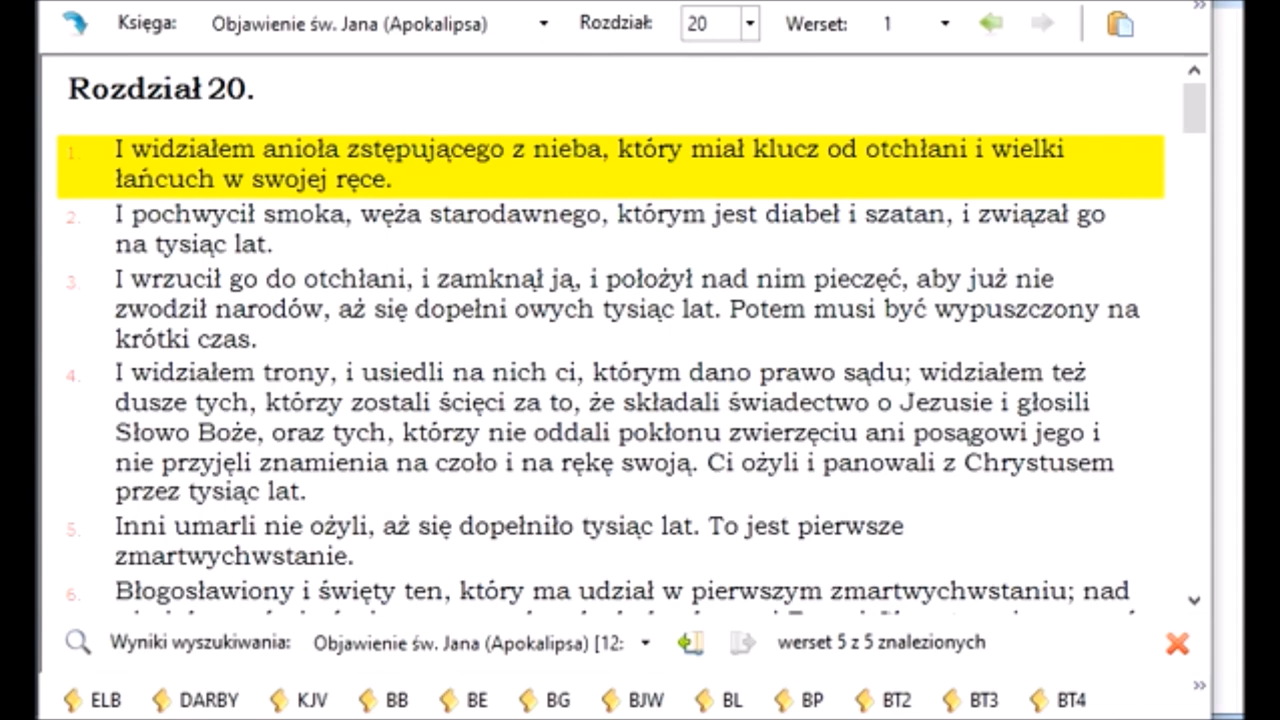 Księga: Objawienie św. Jana (Apokalipsa) Rozdział: 20 Werset: 1
Rozdział 20.
1. I widziałem anioła zstępującego z nieba, który miał klucz od otchłani i wielki
łańcuch w swojej ręce.
2. I pochwycił smoka, węża starodawnego, którym jest diabeł i szatan, i związał go
na tysiąc lat.
3. I wrzucił go do otchłani, i zamknął ją, i położył nad nim pieczęć, aby już nie
zwodził narodów, aż się dopełni owych tysiąc lat. Potem musi być wypuszczony na
krótki czas.
4. I widziałem trony, i usiedli na nich ci, którym dano prawo sądu; widziałem też
dusze tych, którzy zostali ścięci za to, że składali świadectwo o Jezusie i głosili
Słowo Boże, oraz tych, którzy nie oddali pokłonu zwierzęciu ani posągowi jego i
nie przyjęli znamienia na czoło i na rękę swoją. Ci ożyli i panowali z Chrystusem
przez tysiąc lat.
5. Inni umarli nie ożyli, aż się dopełniło tysiąc lat. To jest pierwsze
zmartwychwstanie.
6. Błogosławiony i święty ten, który ma udział w pierwszym zmartwychwstaniu; nad
Wyniki wyszukiwania: Objawienie św. Jana (Apokalipsa) [12: werset 5 z 5 znalezionych
ELB DARBY KJV BB BE BG BJW BL BP BT2 BT3 BT4